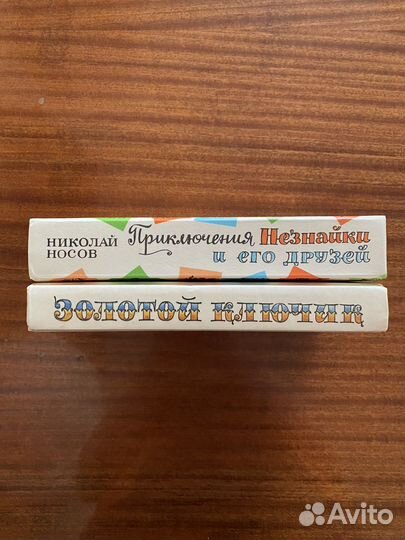 НИКОЛАЙ
НОСОВ
Приключения Незнайки
и его друзей
ЗОЛОТОЙ КЛЮЧИК
Avito